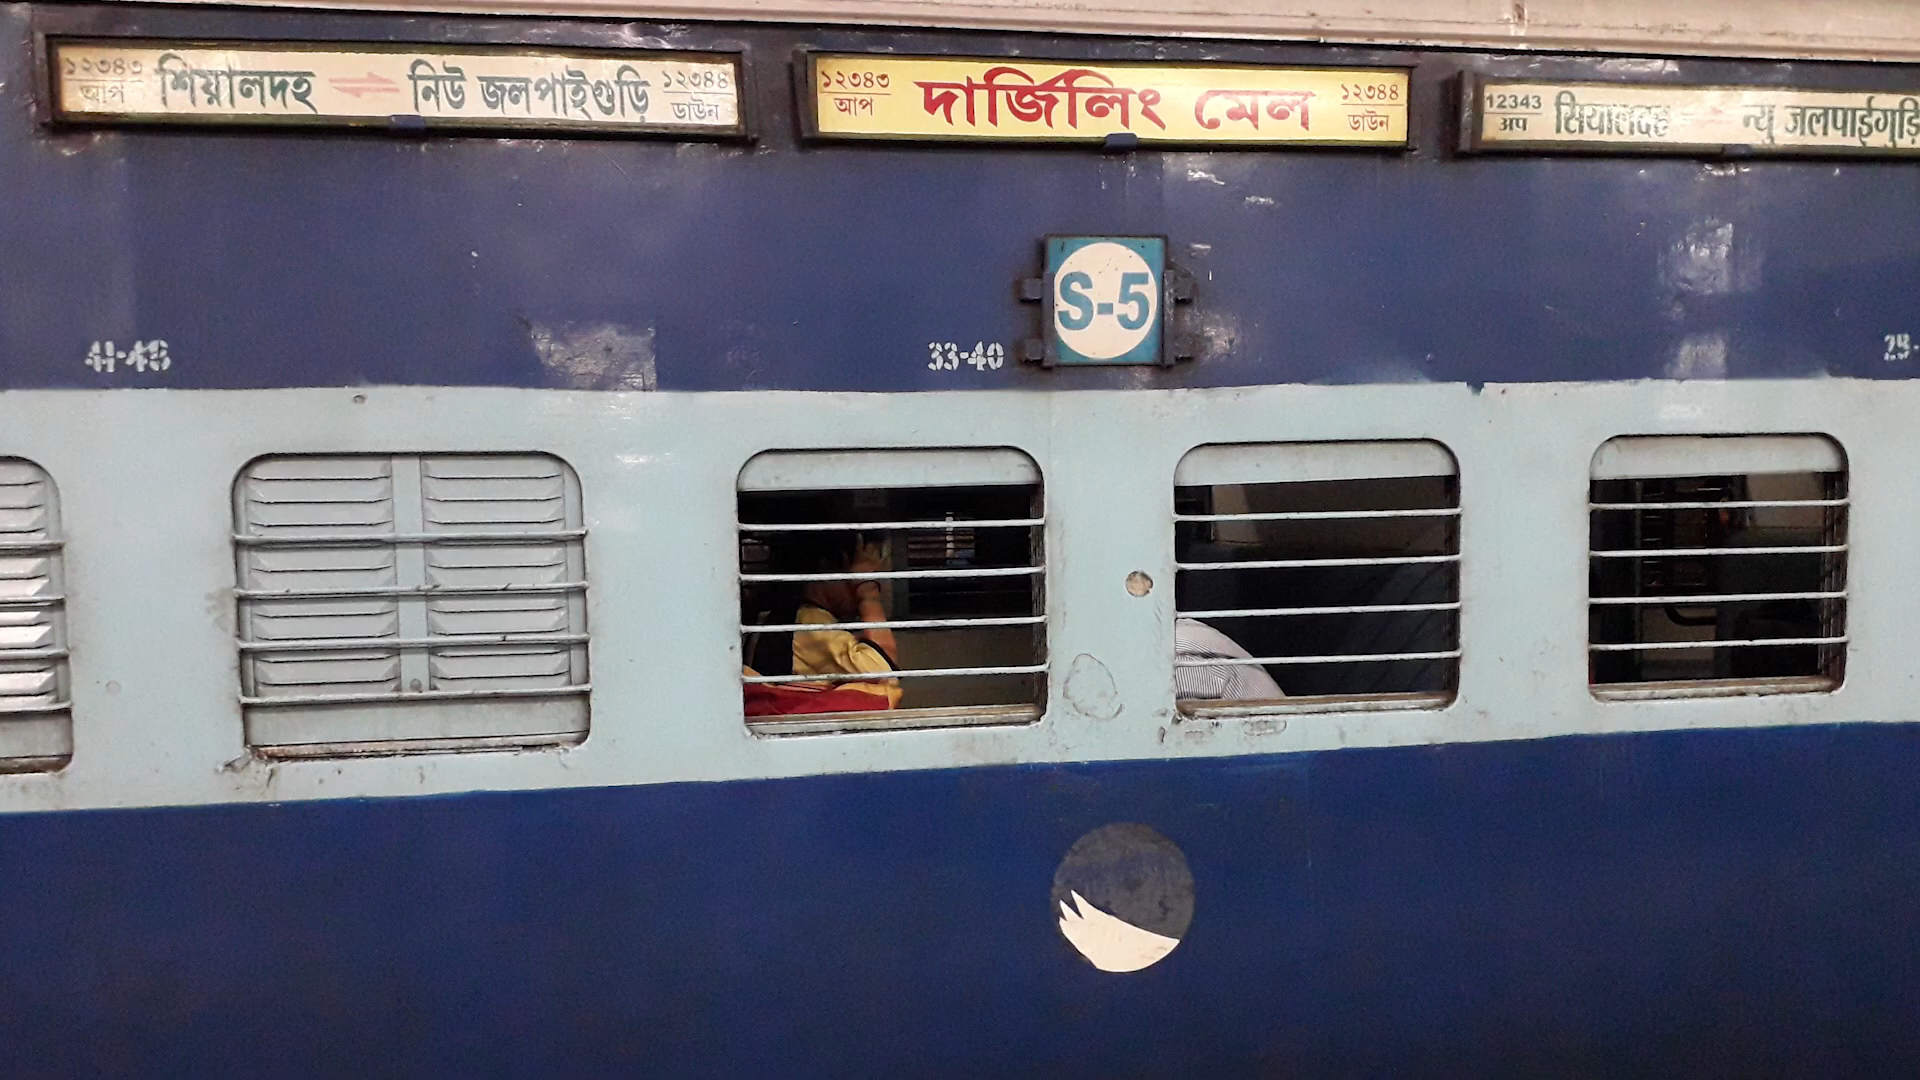 ১২৩৪৩ আপ শিয়ালদহ নিউ জলপাইগুড়ি ১২৩৪৪ ডাউন
১২৩৪৩ আপ দার্জিলিং মেল ১২৩৪৪ ডাউন
12343 अप सियालदह न्यू जलपाईगुड़ि
S-5
41-48
33-40